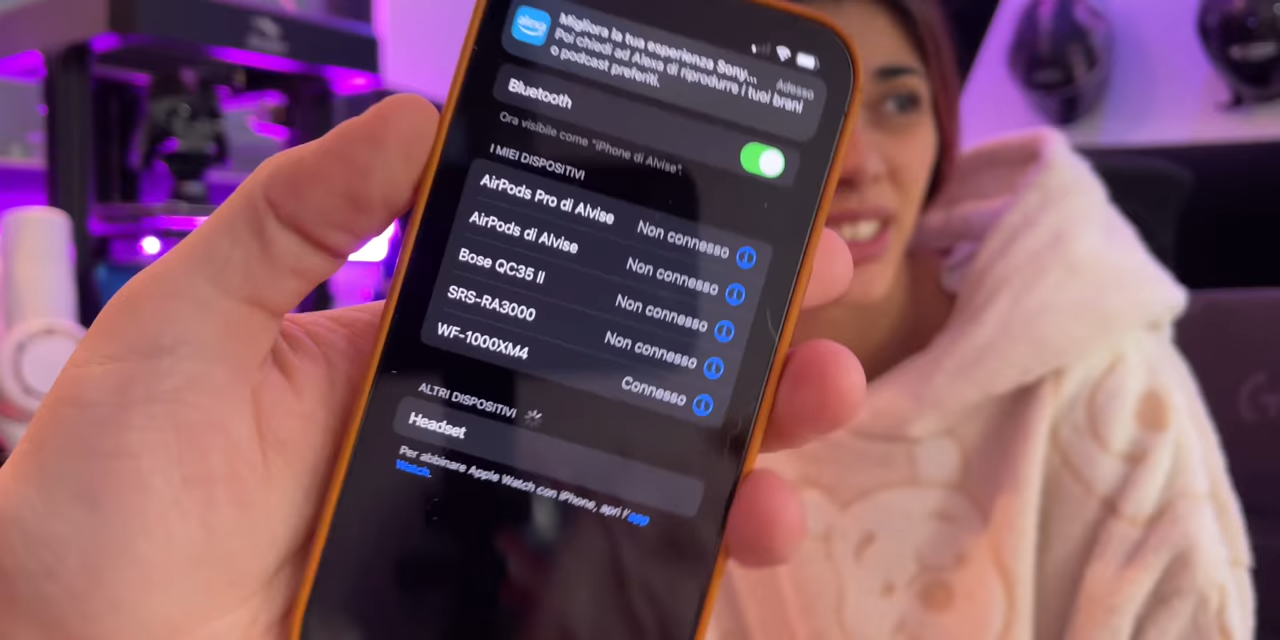 alexa
Migliora la tua esperienza Sony...
Adesso
Poi chiedi ad Alexa di riprodurre i tuoi brani
o podcast preferiti.
Bluetooth
Ora visibile come "iPhone di Alvise".
I MIEI DISPOSITIVI
AirPods Pro di Alvise Non connesso
AirPods di Alvise Non connesso
Bose QC35 II Non connesso
SRS-RA3000 Non connesso
WF-1000XM4 Connesso
ALTRI DISPOSITIVI
Headset
Per abbinare Apple Watch con iPhone, apri l'app
Watch.